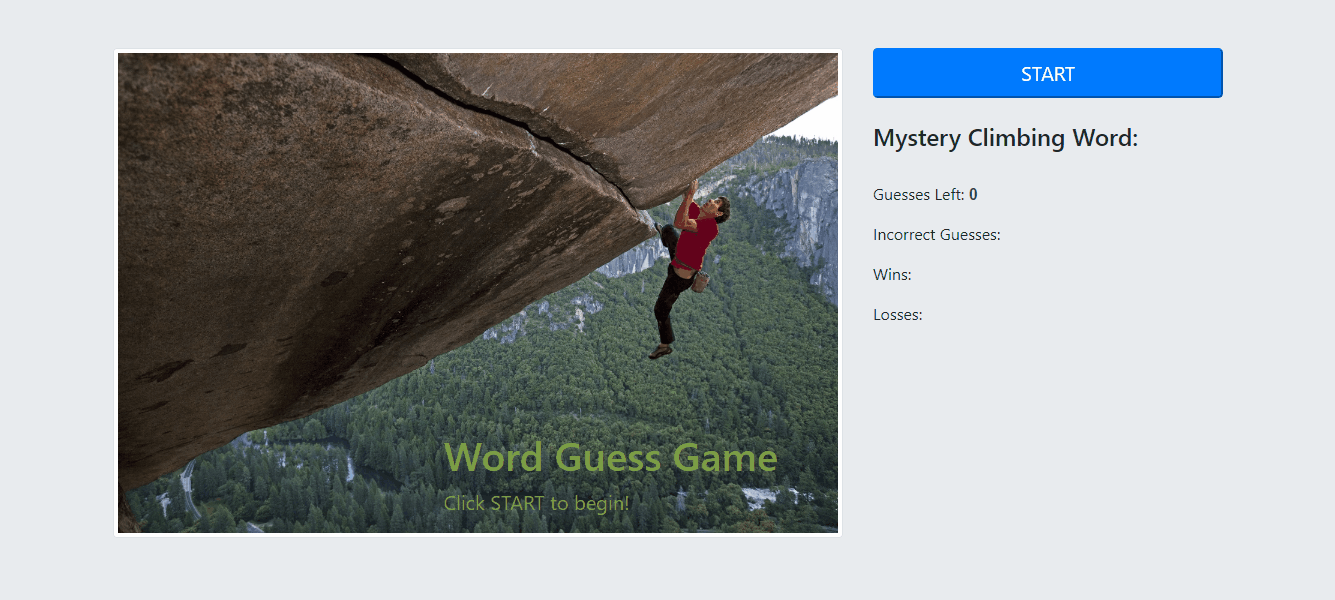 START
Mystery Climbing Word:
Guesses Left: 0
Incorrect Guesses:
Wins:
Losses:
Word Guess Game
Click START to begin!